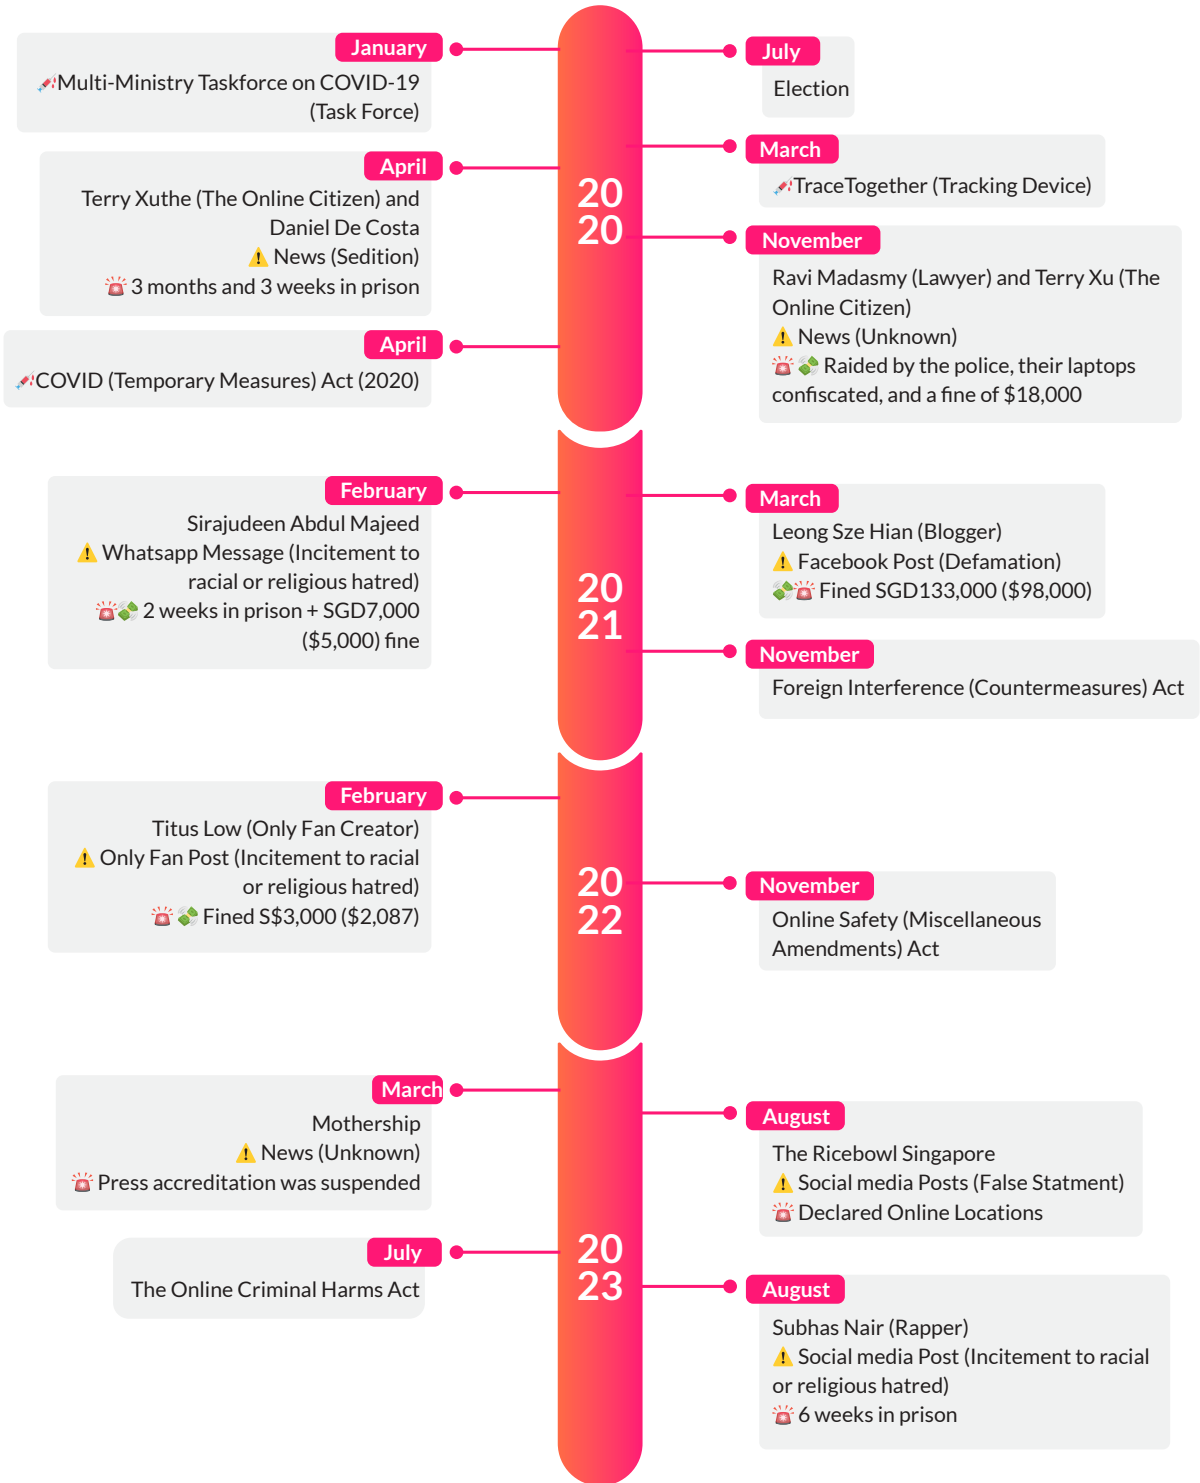 January
Multi-Ministry Taskforce on COVID-19
(Task Force)
July
Election
March
TraceTogether (Tracking Device)
April
Terry Xuthe (The Online Citizen) and
Daniel De Costa
⚠ News (Sedition)
🚨 3 months and 3 weeks in prison
20
20
November
Ravi Madasmy (Lawyer) and Terry Xu (The
Online Citizen)
⚠ News (Unknown)
🚨💸 Raided by the police, their laptops
confiscated, and a fine of $18,000
April
COVID (Temporary Measures) Act (2020)
February
Sirajudeen Abdul Majeed
⚠ Whatsapp Message (Incitement to
racial or religious hatred)
🚨💸 2 weeks in prison + SGD7,000
($5,000) fine
March
Leong Sze Hian (Blogger)
⚠ Facebook Post (Defamation)
💸🚨 Fined SGD133,000 ($98,000)
20
21
November
Foreign Interference (Countermeasures) Act
February
Titus Low (Only Fan Creator)
⚠ Only Fan Post (Incitement to racial
or religious hatred)
🚨💸 Fined S$3,000 ($2,087)
20
22
November
Online Safety (Miscellaneous
Amendments) Act
March
Mothership
⚠ News (Unknown)
🚨 Press accreditation was suspended
August
The Ricebowl Singapore
⚠ Social media Posts (False Statment)
🚨 Declared Online Locations
July
The Online Criminal Harms Act
20
23
August
Subhas Nair (Rapper)
⚠ Social media Post (Incitement to racial
or religious hatred)
🚨 6 weeks in prison